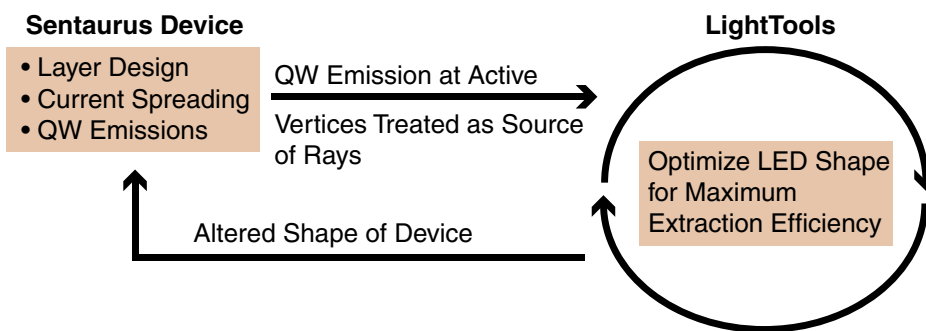 Sentaurus Device
• Layer Design
• Current Spreading
• QW Emissions
QW Emission at Active
Vertices Treated as Source
of Rays
Altered Shape of Device
LightTools
Optimize LED Shape
for Maximum
Extraction Efficiency